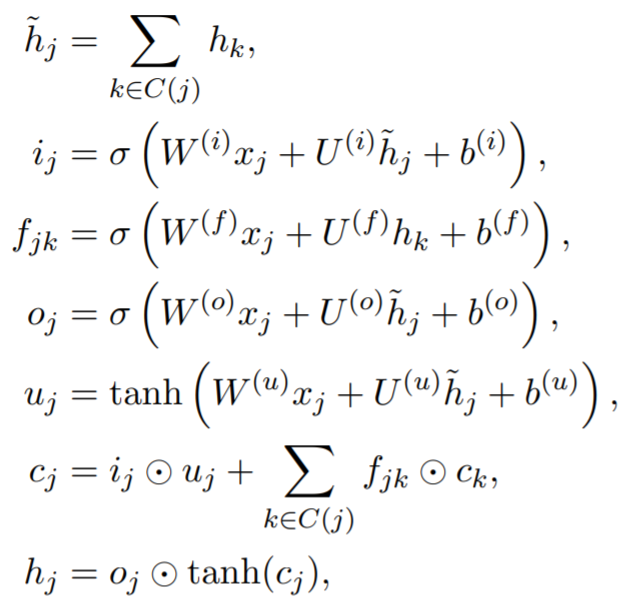 h̃_j = ∑_{k∈C(j)} h_k,
i_j = σ ( W^{(i)} x_j + U^{(i)} h̃_j + b^{(i)} ) ,
f_{jk} = σ ( W^{(f)} x_j + U^{(f)} h_k + b^{(f)} ) ,
o_j = σ ( W^{(o)} x_j + U^{(o)} h̃_j + b^{(o)} ) ,
u_j = tanh ( W^{(u)} x_j + U^{(u)} h̃_j + b^{(u)} ) ,
c_j = i_j ⊙ u_j + ∑_{k∈C(j)} f_{jk} ⊙ c_k,
h_j = o_j ⊙ tanh(c_j),